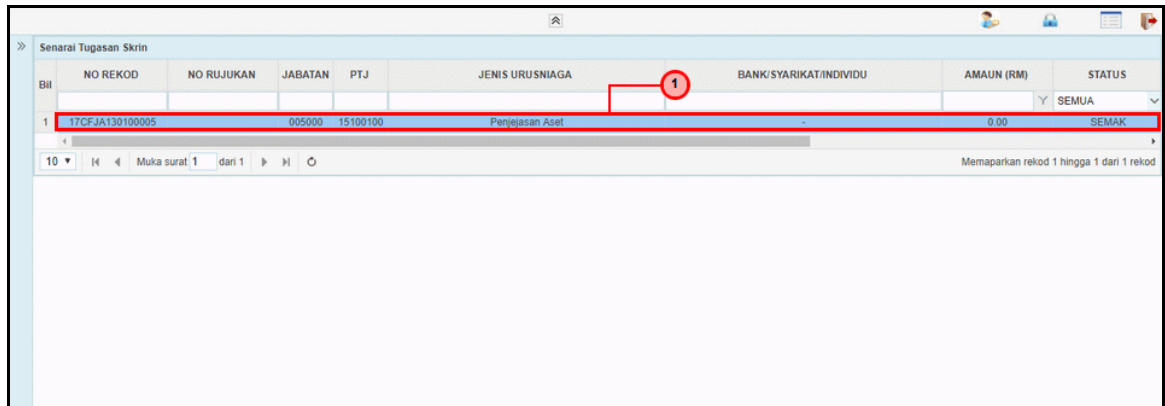 Senarai Tugasan Skrin
Bil NO REKOD NO RUJUKAN JABATAN PTJ JENIS URUSNIAGA BANK/SYARIKAT/INDIVIDU AMAUN (RM) STATUS
1
SEMUA
1 17CFJA130100005 005000 15100100 Penjejasan Aset - 0.00 SEMAK
10 Muka surat 1 dari 1 Memaparkan rekod 1 hingga 1 dari 1 rekod